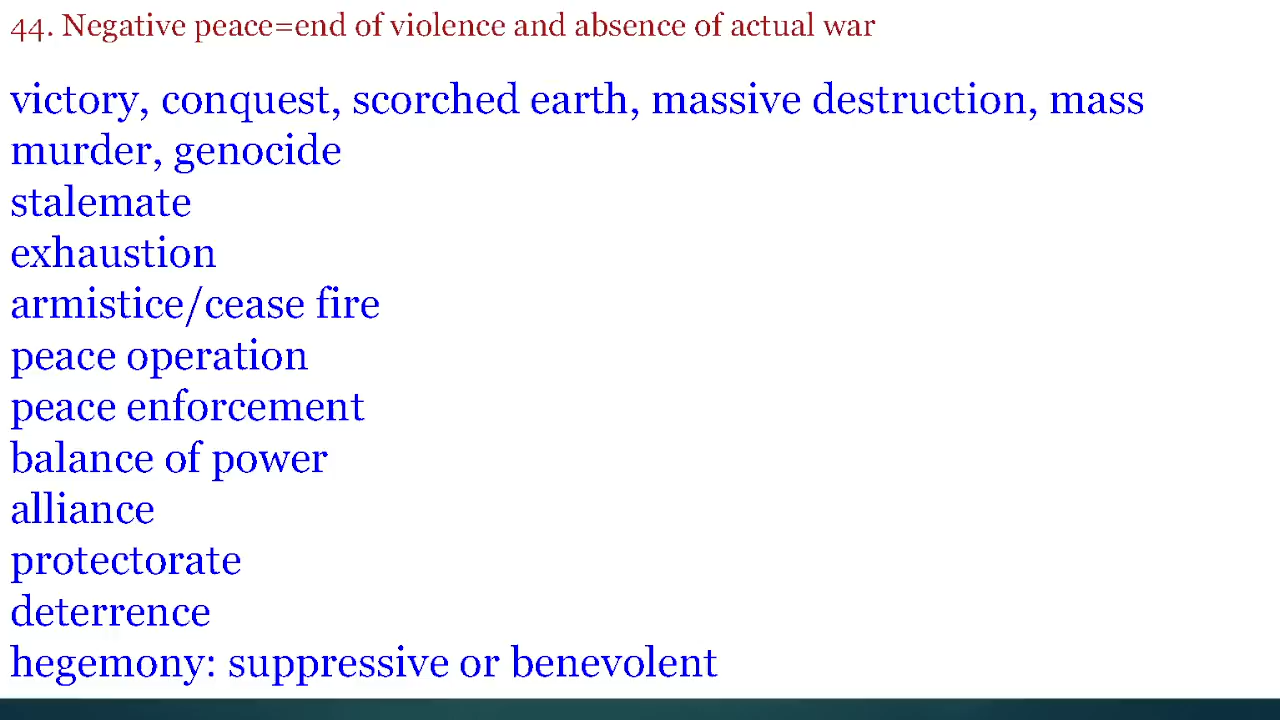 44. Negative peace=end of violence and absence of actual war
victory, conquest, scorched earth, massive destruction, mass
murder, genocide
stalemate
exhaustion
armistice/cease fire
peace operation
peace enforcement
balance of power
alliance
protectorate
deterrence
hegemony: suppressive or benevolent